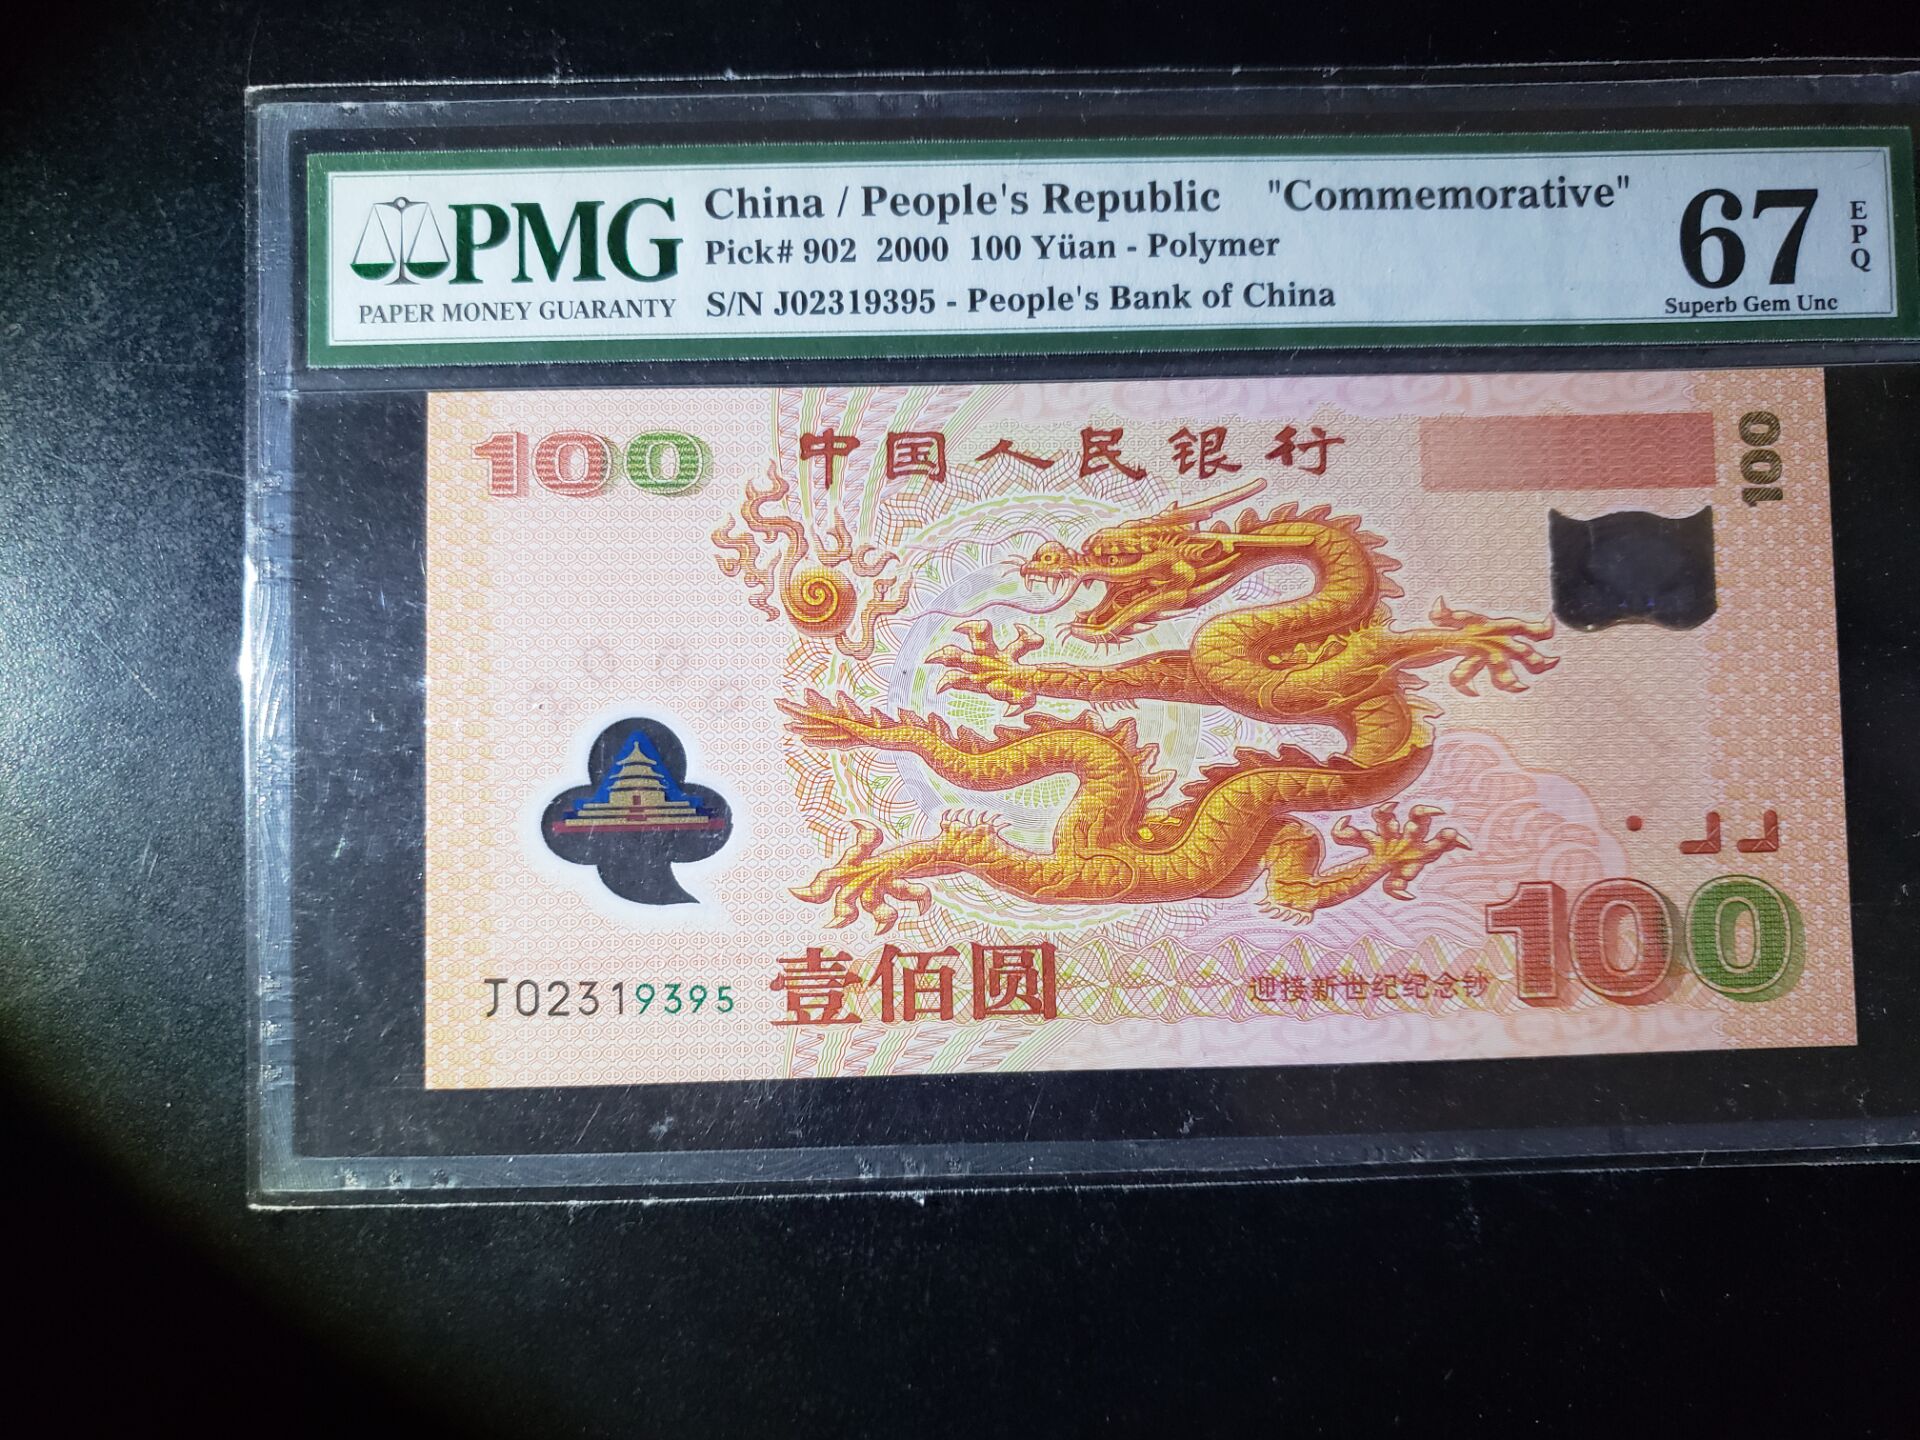 PMG
PAPER MONEY GUARANTY
China / People's Republic "Commemorative"
Pick# 902 2000 100 Yüan - Polymer
S/N J02319395 - People's Bank of China
67
EPQ
Superb Gem Unc
100
中国人民银行
100
100
J02319395
壹佰圆
迎接新世纪纪念钞